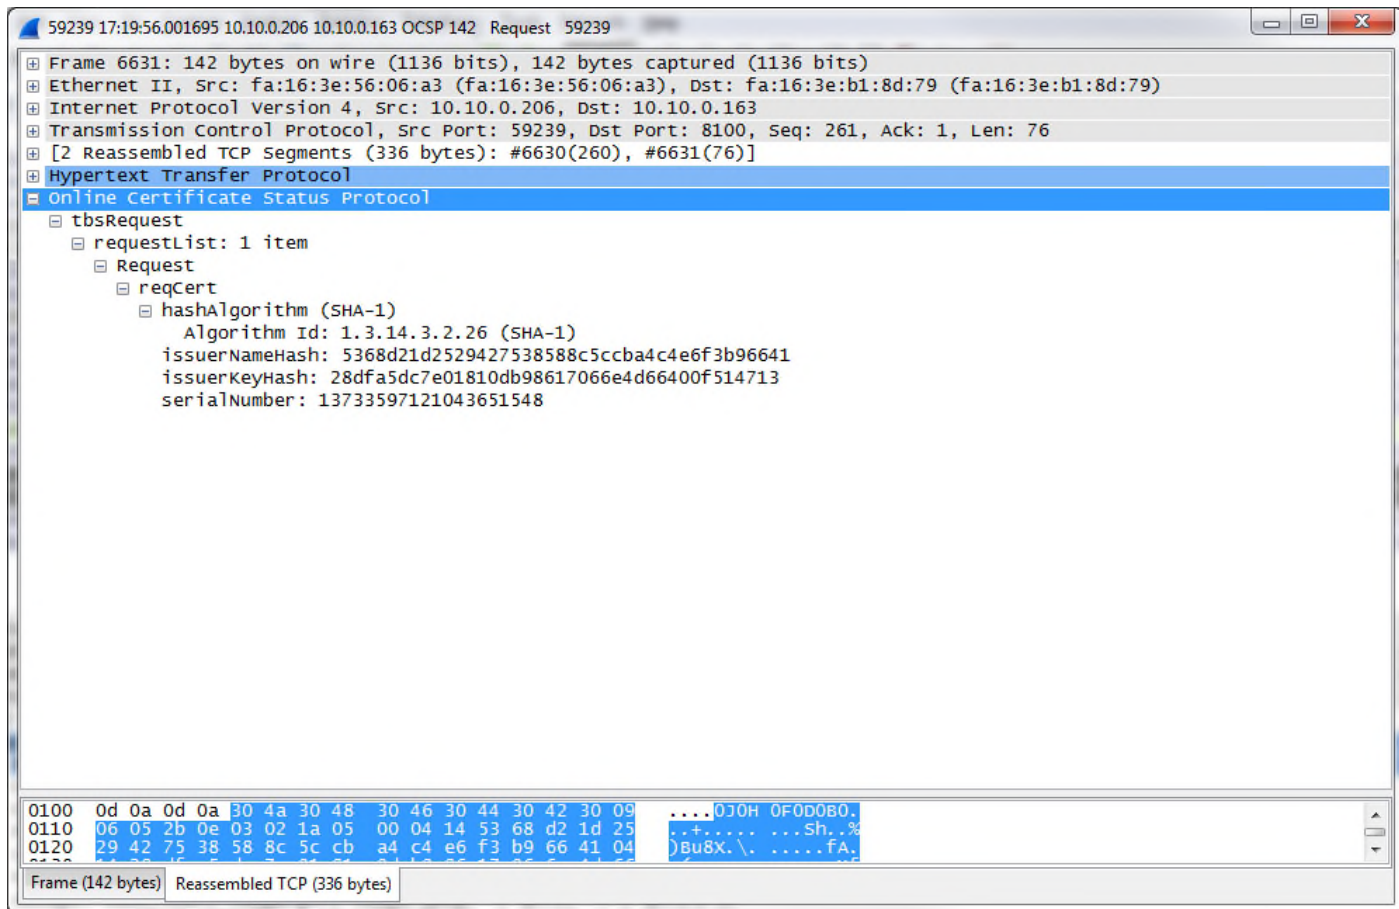 59239 17:19:56.001695 10.10.0.206 10.10.0.163 OCSP 142 Request 59239
Frame 6631: 142 bytes on wire (1136 bits), 142 bytes captured (1136 bits)
Ethernet II, Src: fa:16:3e:56:06:a3 (fa:16:3e:56:06:a3), Dst: fa:16:3e:b1:8d:79 (fa:16:3e:b1:8d:79)
Internet Protocol Version 4, Src: 10.10.0.206, Dst: 10.10.0.163
Transmission Control Protocol, Src Port: 59239, Dst Port: 8100, Seq: 261, Ack: 1, Len: 76
[2 Reassembled TCP Segments (336 bytes): #6630(260), #6631(76)]
Hypertext Transfer Protocol
Online Certificate Status Protocol
tbsRequest
requestList: 1 item
Request
reqCert
hashAlgorithm (SHA-1)
Algorithm Id: 1.3.14.3.2.26 (SHA-1)
issuerNameHash: 5368d21d2529427538588c5ccba4c4e6f3b96641
issuerKeyHash: 28dfa5dc7e01810db98617066e4d66400f514713
serialNumber: 13733597121043651548
0100 0d 0a 0d 0a 30 4a 30 48 30 46 30 44 30 42 30 09 ....0J0H 0F0D0B0.
0110 06 05 2b 0e 03 02 1a 05 00 04 14 53 68 d2 1d 25 ..+..... ...Sh..%
0120 29 42 75 38 58 8c 5c cb a4 c4 e6 f3 b9 66 41 04 )Bu8X.\. .....fA.
Frame (142 bytes) Reassembled TCP (336 bytes)